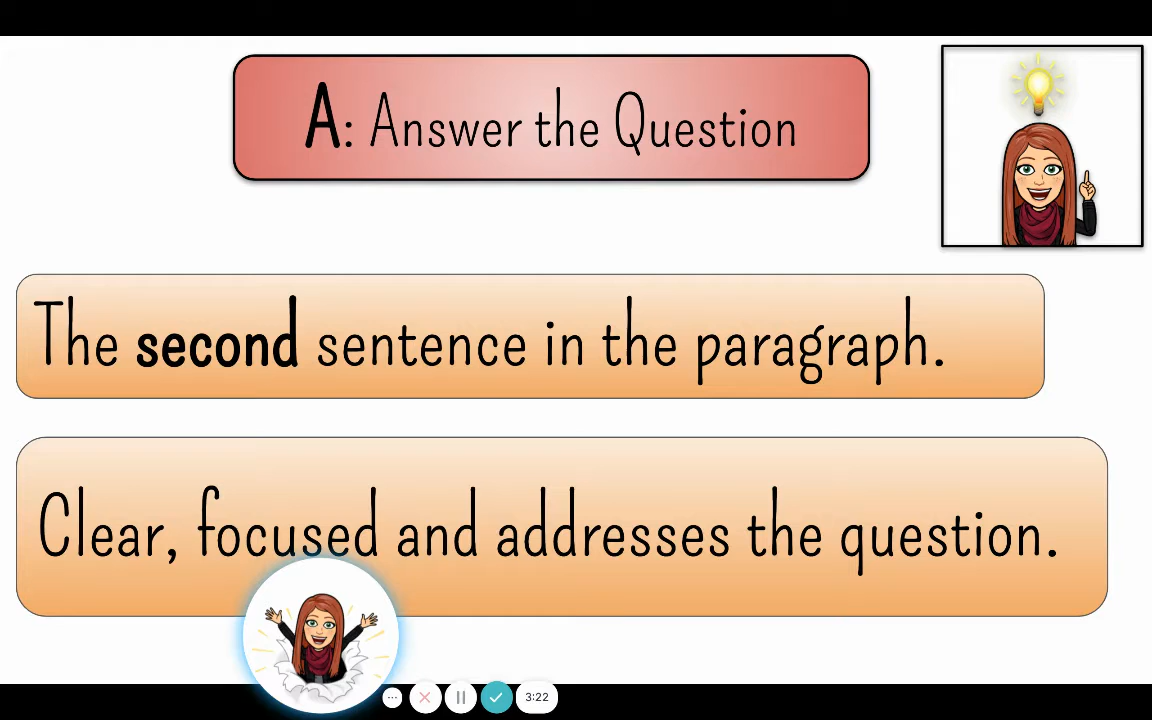 A: Answer the Question
The second sentence in the paragraph.
Clear, focused and addresses the question.
3:22